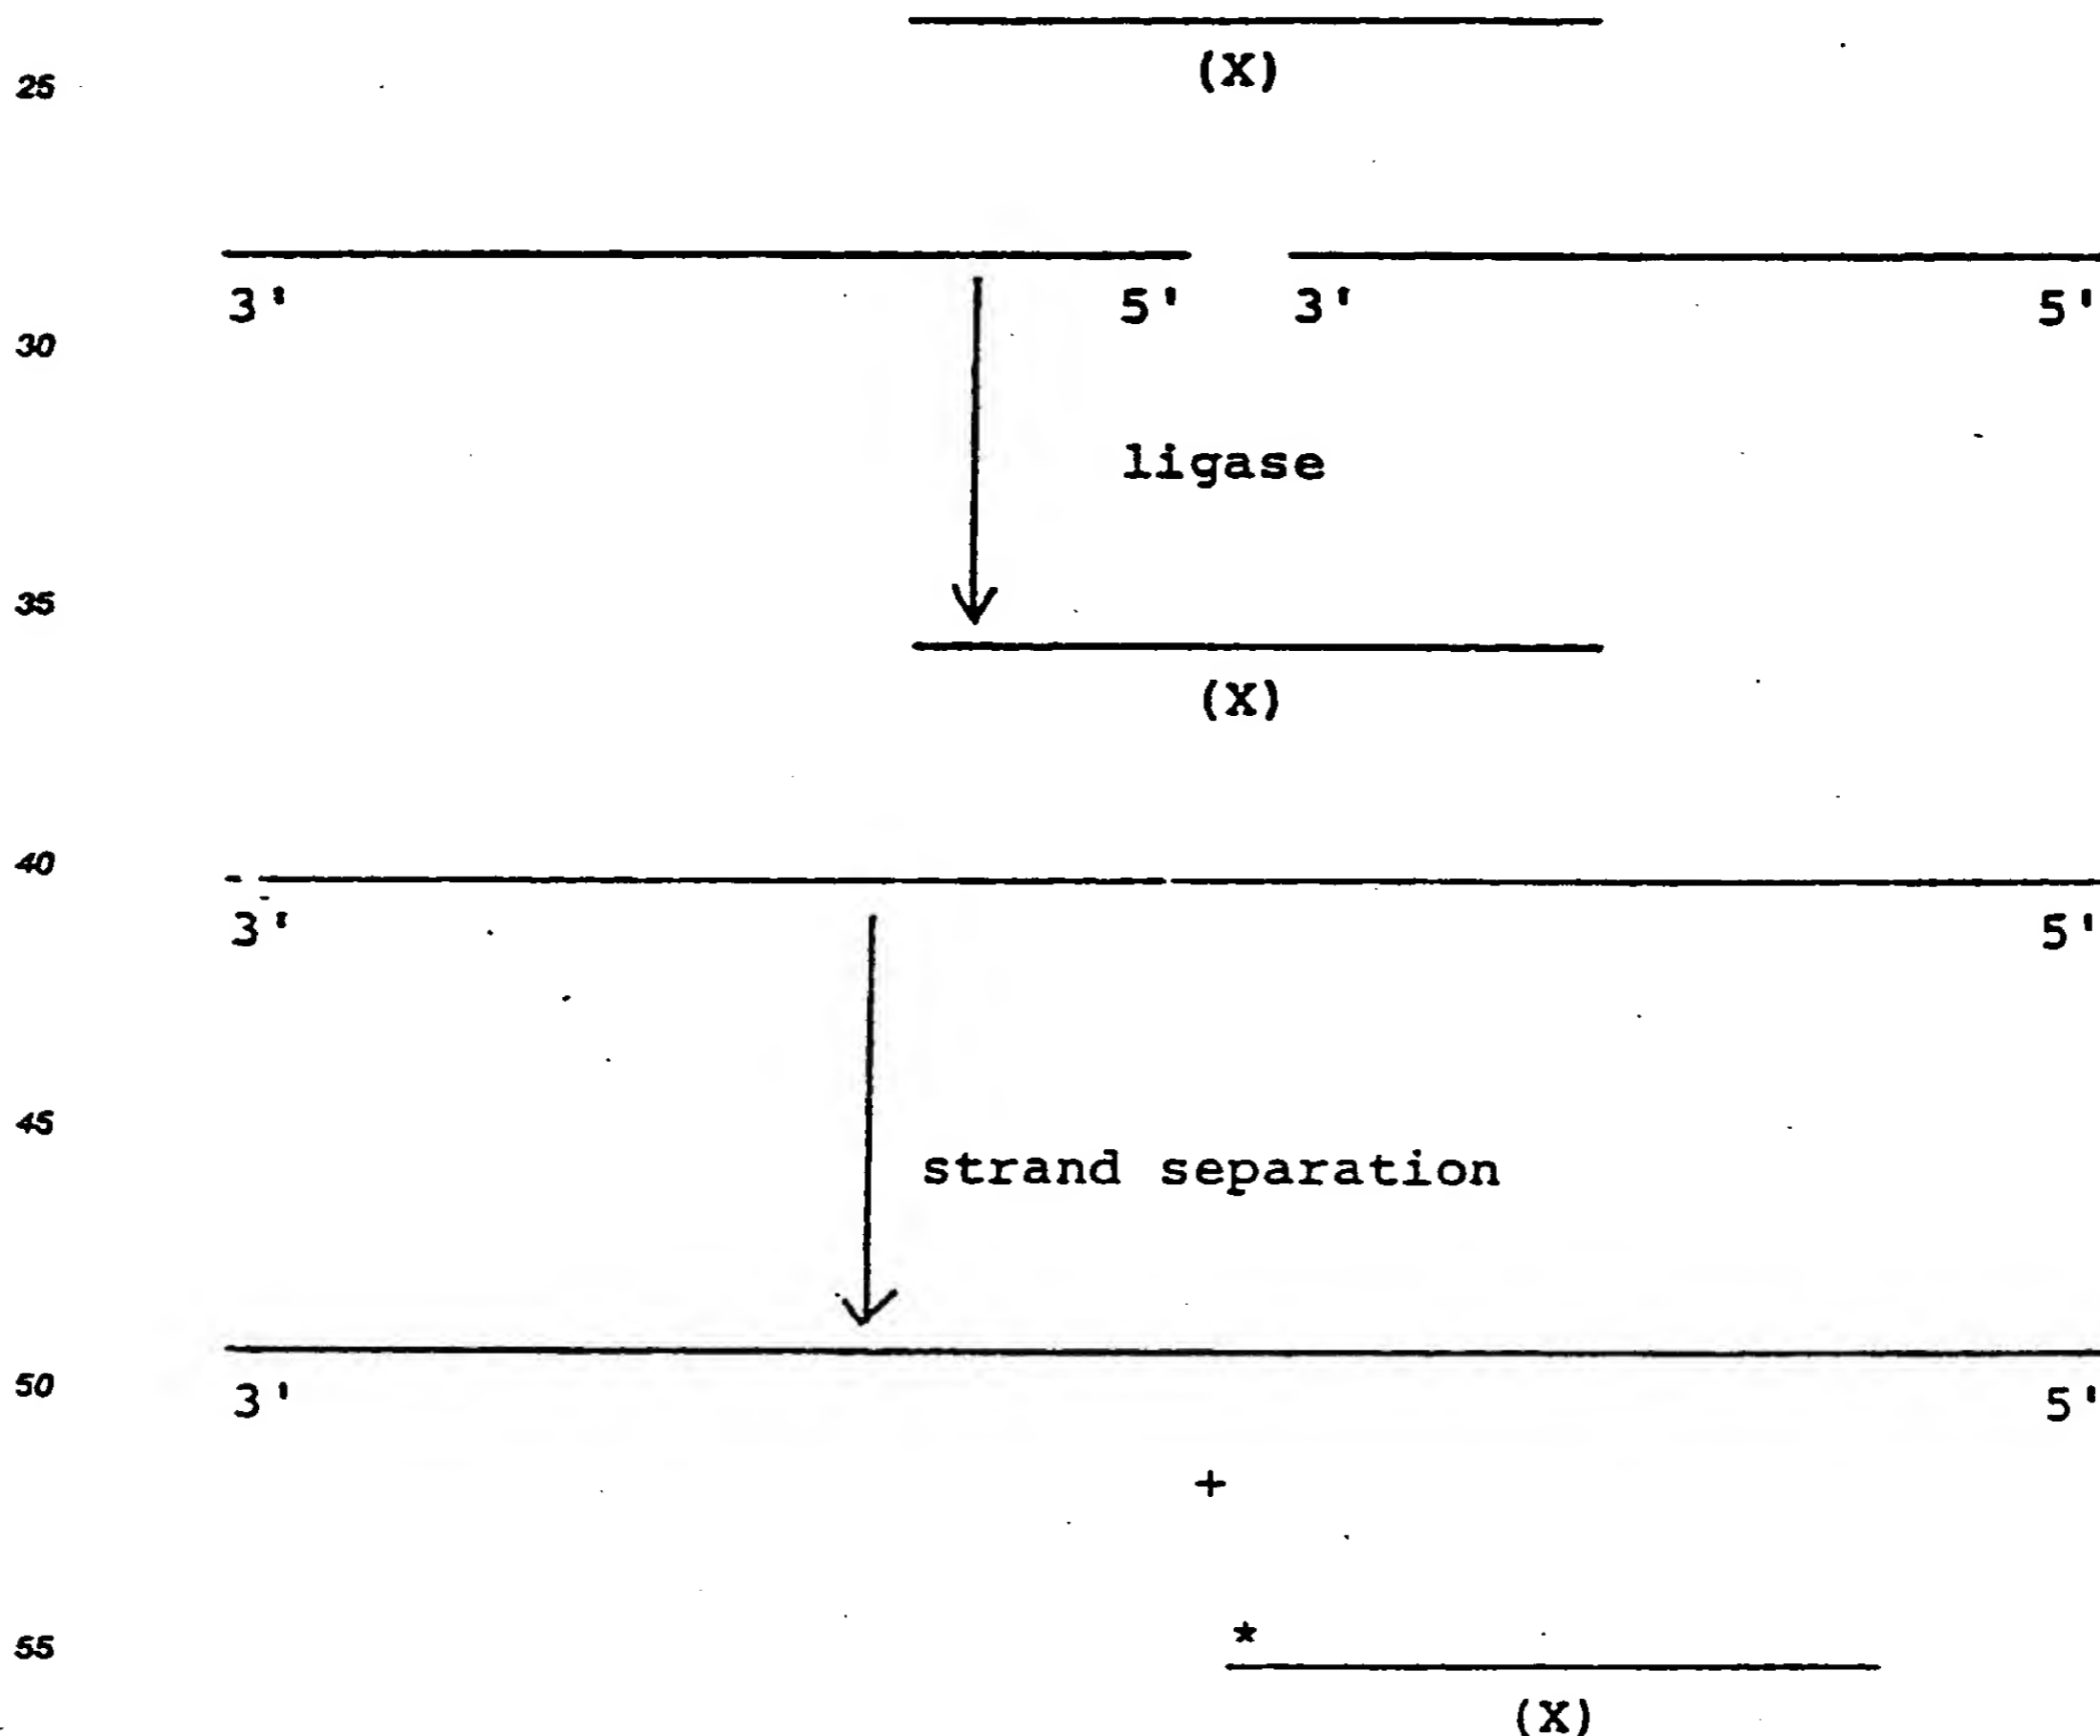 (X)
25
3' 5' 3' 5'
30
ligase
35
(X)
40
3' 5'
45
strand separation
50
3' 5'
+
55
*
(X)